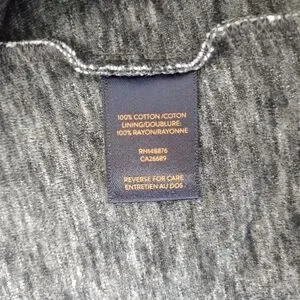 100% COTTON /COTON
LINING/DOUBLURE:
100% RAYON/RAYONNE
RN148876
CA26689
REVERSE FOR CARE
ENTRETIEN AU DOS